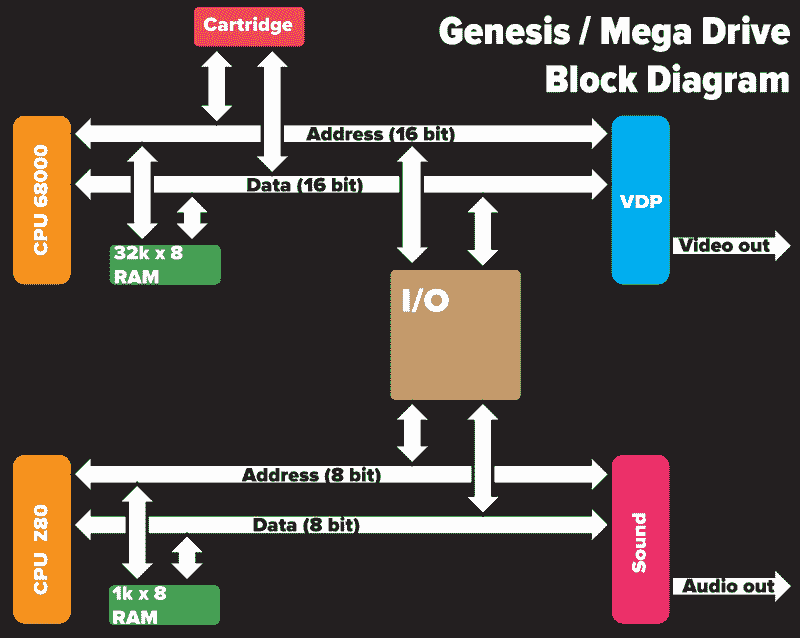 Genesis / Mega Drive
Block Diagram
Cartridge
Address (16 bit)
Data (16 bit)
CPU 68000
VDP
32k x 8
RAM
Video out
I/O
Address (8 bit)
Data (8 bit)
CPU Z80
Sound
1k x 8
RAM
Audio out